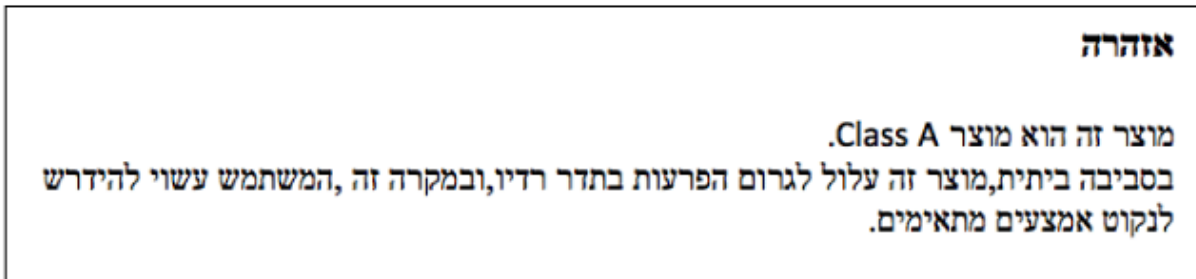 אזהרה
מוצר זה הוא מוצר Class A.
בסביבה ביתית,מוצר זה עלול לגרום הפרעות בתדר רדיו,ובמקרה זה ,המשתמש עשוי להידרש
לנקוט אמצעים מתאימים.